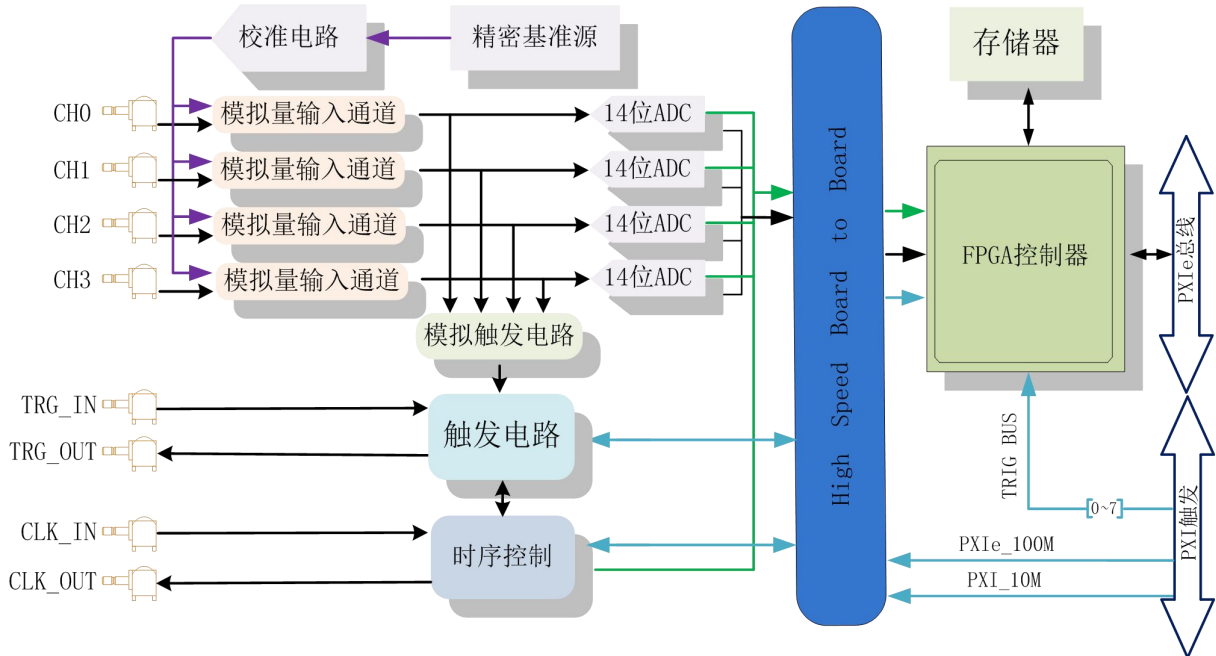 校准电路
精密基准源
存储器
CH0
模拟量输入通道
14位ADC
CH1
模拟量输入通道
14位ADC
CH2
模拟量输入通道
14位ADC
CH3
模拟量输入通道
14位ADC
High Speed Board to Board
FPGA控制器
PXIe总线
模拟触发电路
TRG_IN
触发电路
TRG_OUT
TRIG BUS
[0~7]
PXI触发
CLK_IN
时序控制
CLK_OUT
PXIe_100M
PXI_10M